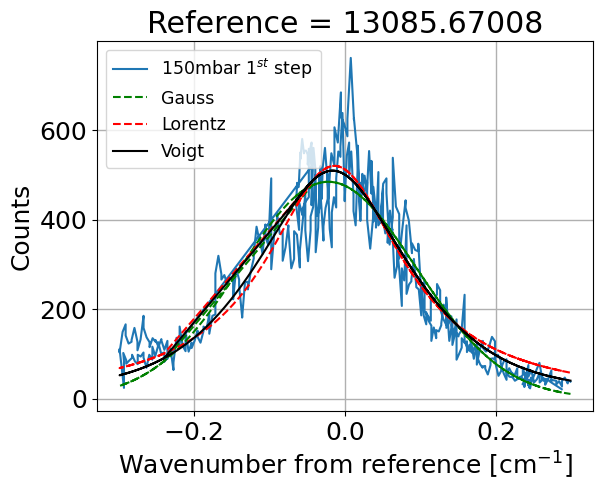 Reference = 13085.67008
150mbar 1st step
Gauss
Lorentz
Voigt
Counts
600
400
200
0
−0.2
0.0
0.2
Wavenumber from reference [cm−1]